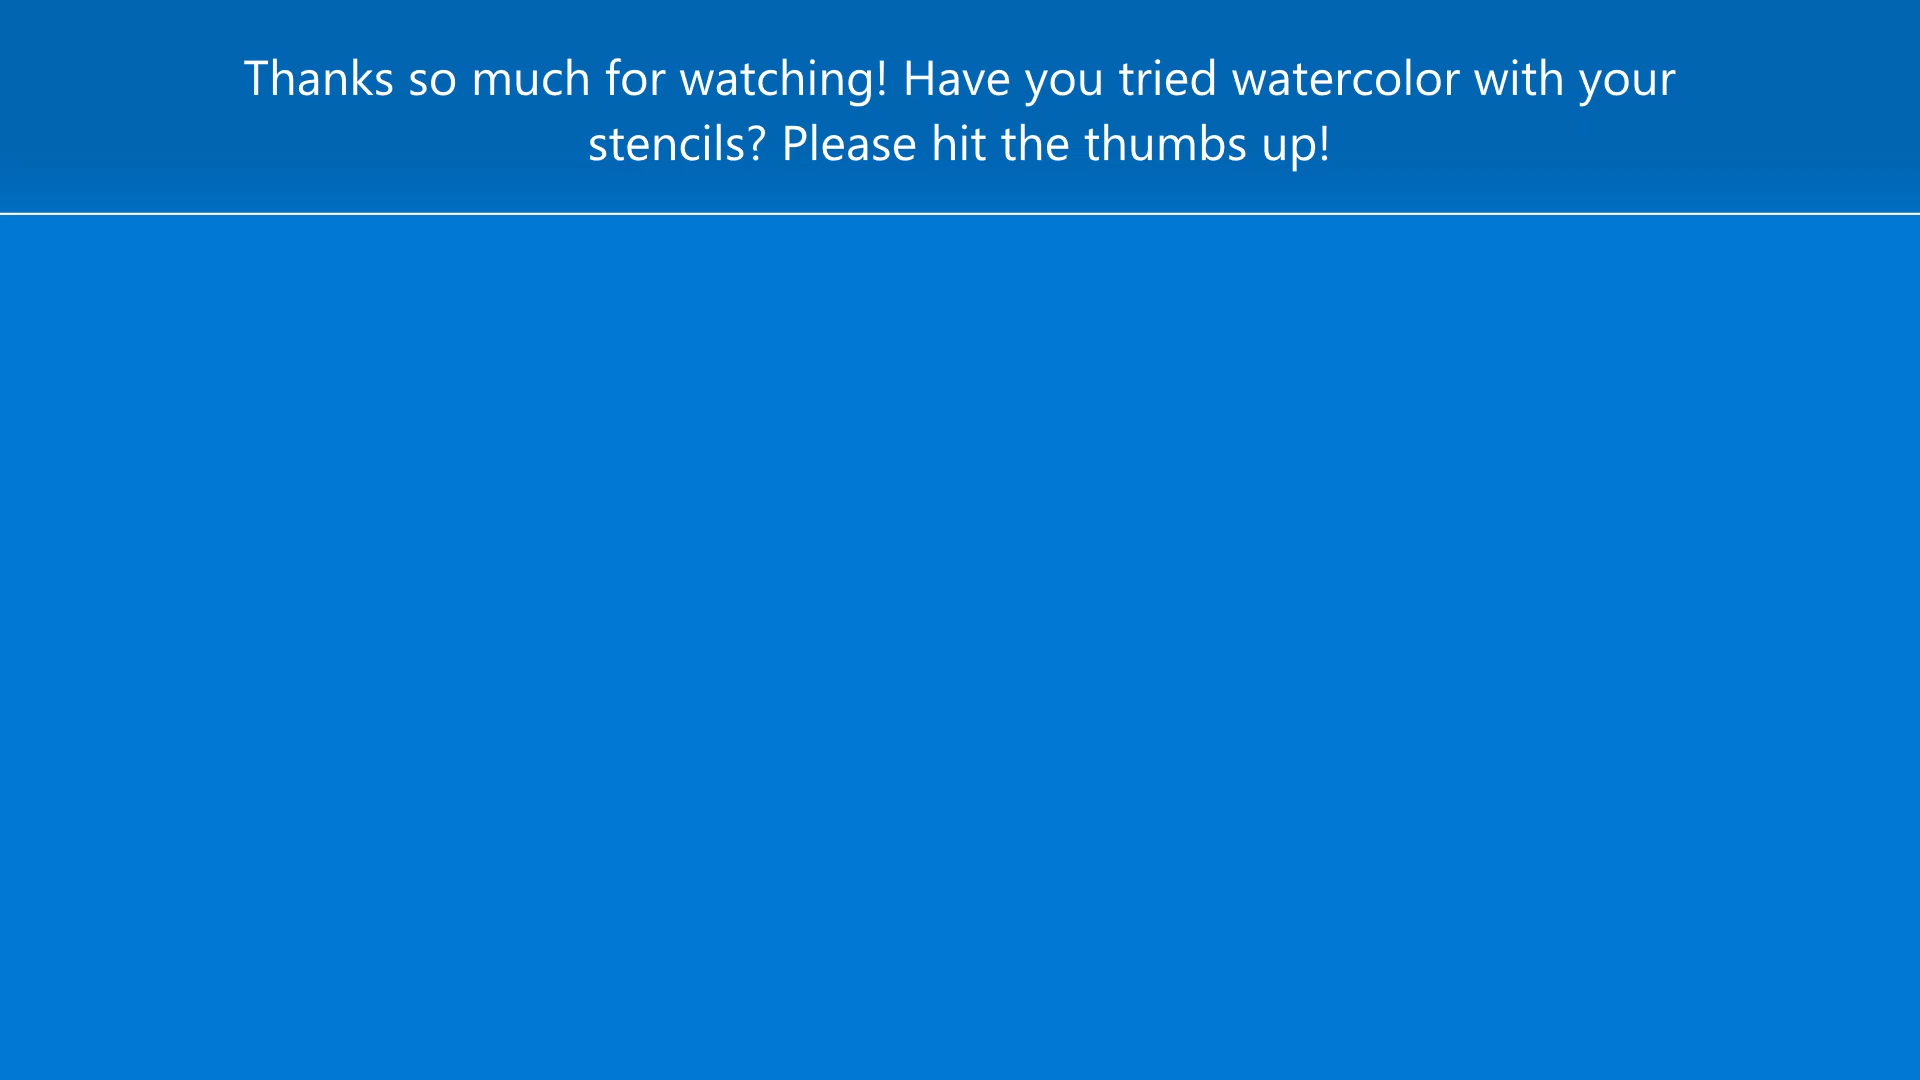 Thanks so much for watching! Have you tried watercolor with your
stencils? Please hit the thumbs up!